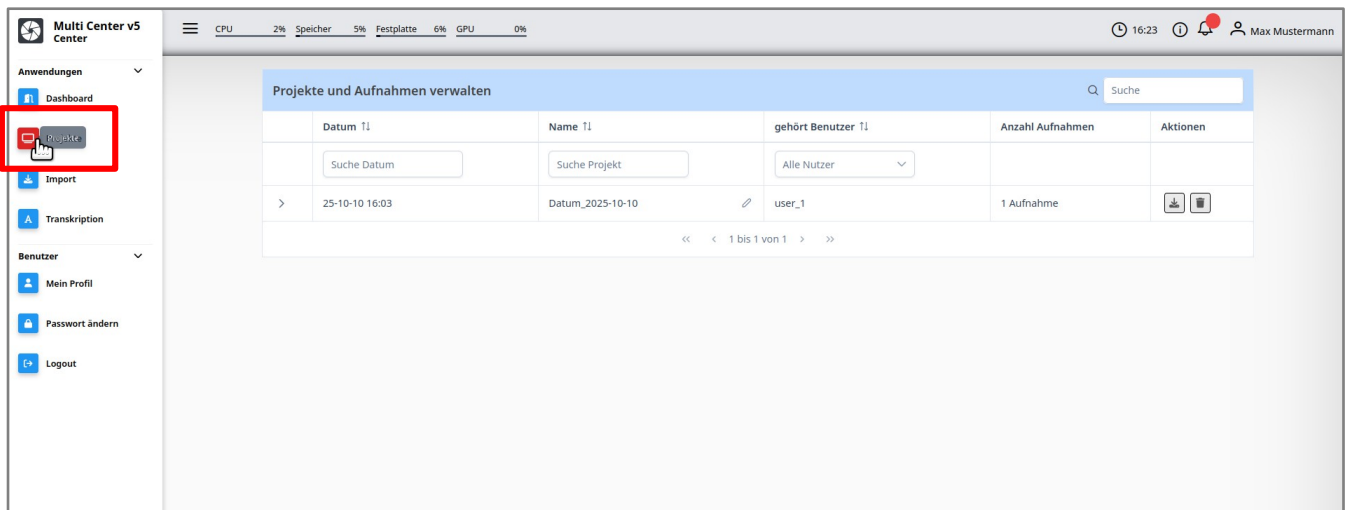 Multi Center v5
Center
CPU 2% Speicher 5% Festplatte 6% GPU 0%
16:23 Max Mustermann
Anwendungen
Dashboard
Projekte
Import
A Transkription
Benutzer
Mein Profil
Passwort ändern
Logout
Projekte und Aufnahmen verwalten
Suche
Datum Name gehört Benutzer Anzahl Aufnahmen Aktionen
Suche Datum Suche Projekt Alle Nutzer
25-10-10 16:03 Datum_2025-10-10 user_1 1 Aufnahme
<< < 1 bis 1 von 1 > >>